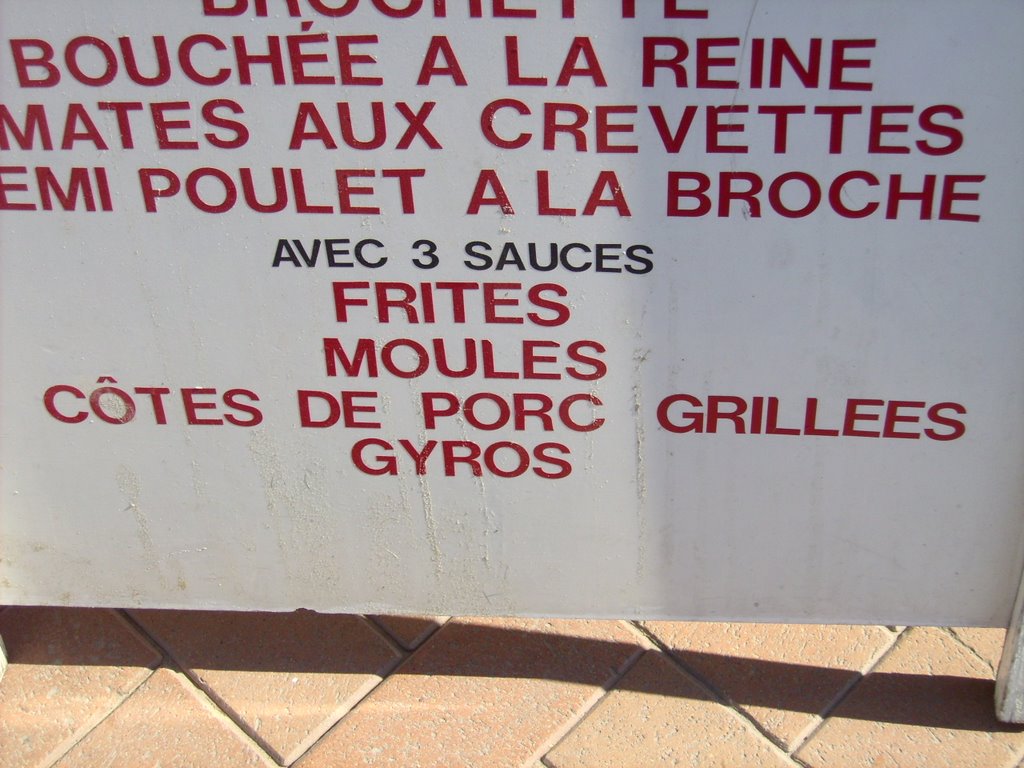 BROCHETTE
BOUCHÉE A LA REINE
MATES AUX CREVETTES
EMI POULET A LA BROCHE
AVEC 3 SAUCES
FRITES
MOULES
CÔTES DE PORC GRILLEES
GYROS